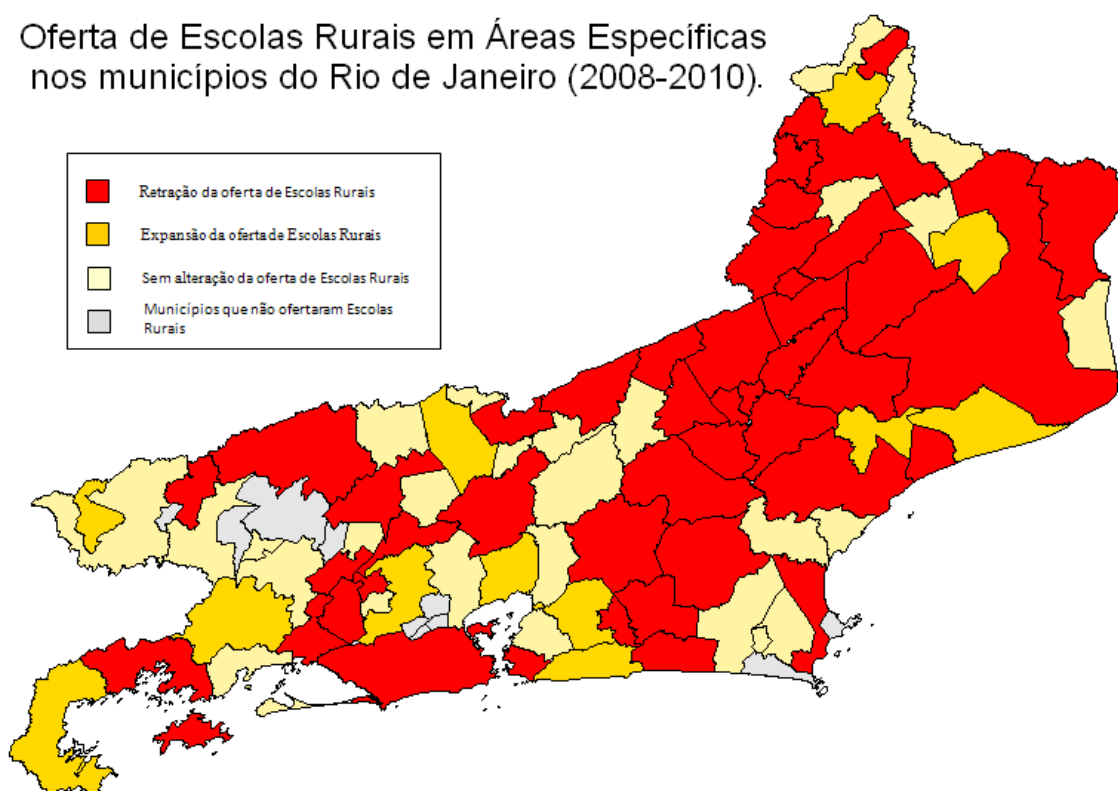 Oferta de Escolas Rurais em Áreas Específicas
nos municípios do Rio de Janeiro (2008-2010).
Retração da oferta de Escolas Rurais
Expansão da oferta de Escolas Rurais
Sem alteração da oferta de Escolas Rurais
Municípios que não ofertaram Escolas
Rurais